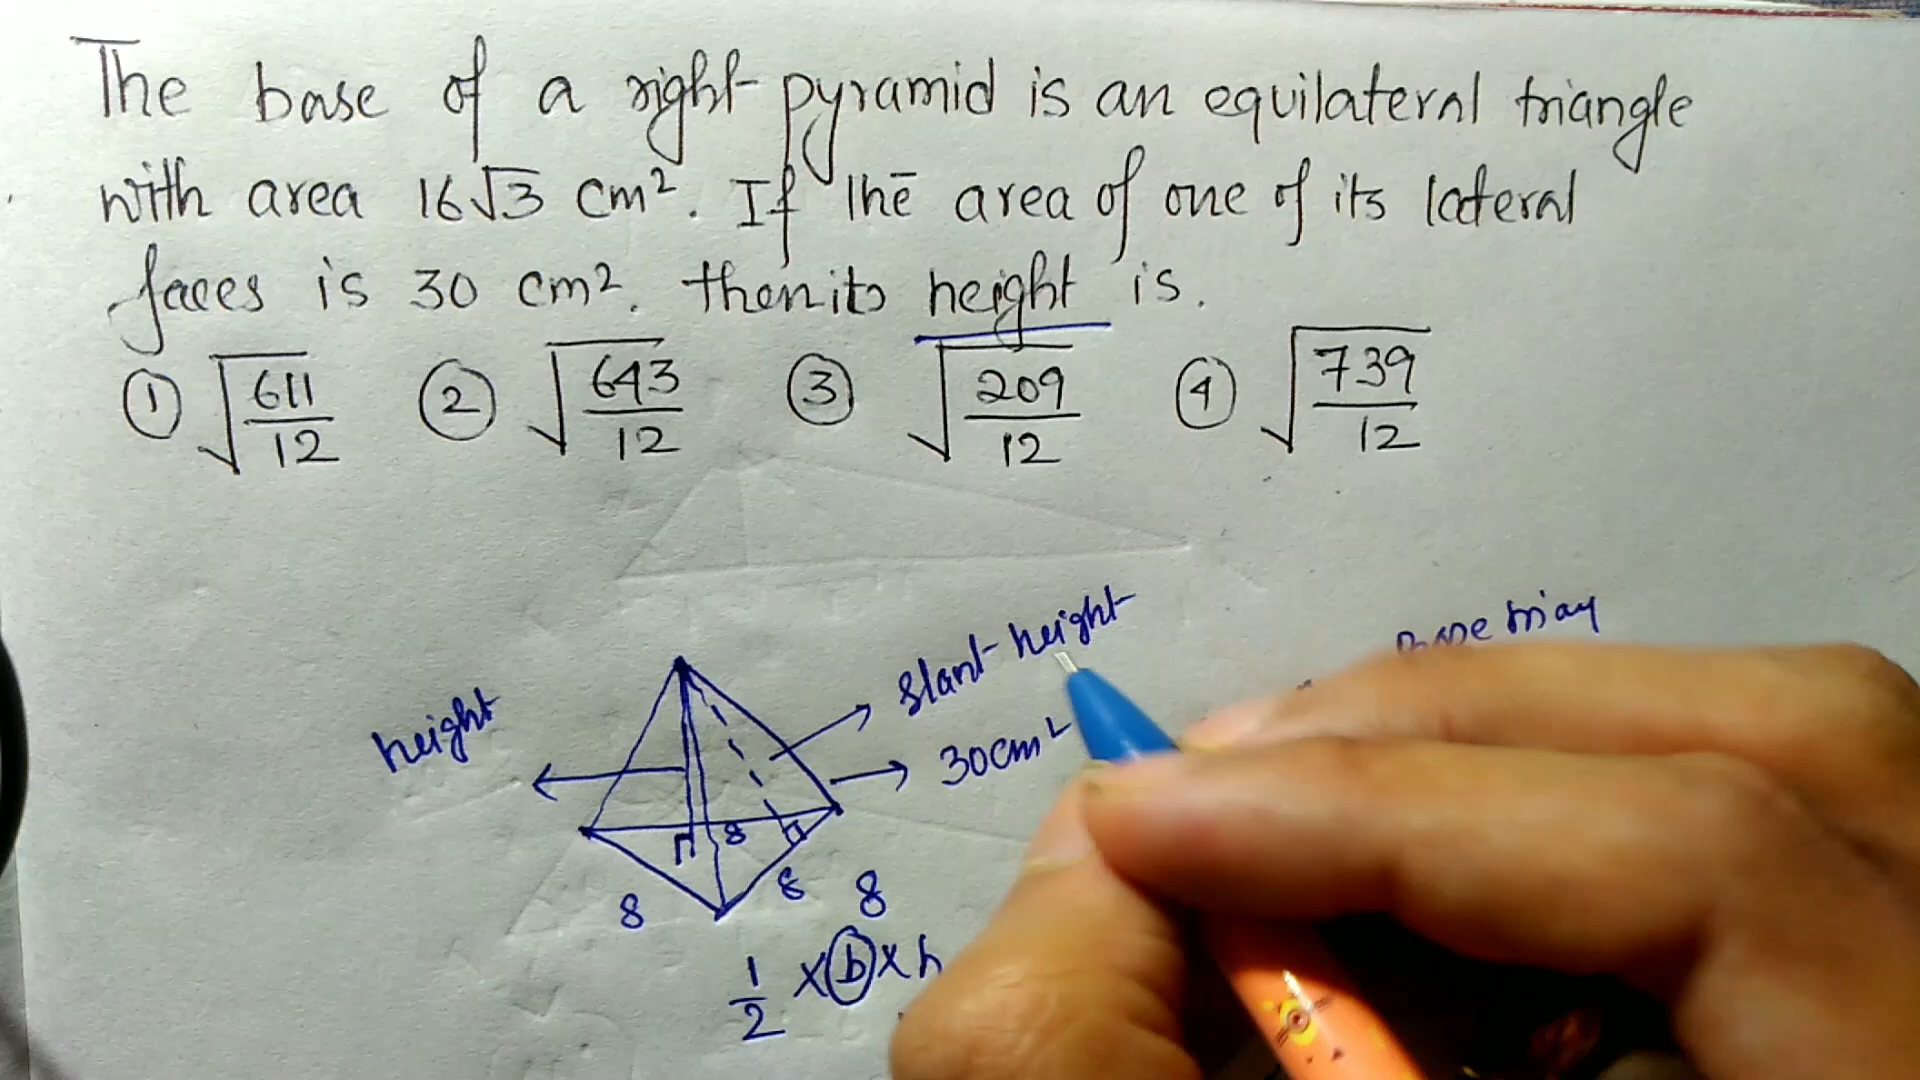 The base of a right pyramid is an equilateral triangle
with area 16√3 cm². If the area of one of its lateral
faces is 30 cm². then its height is.
① √(611/12) ② √(643/12) ③ √(209/12) ④ √(739/12)
slant height
height
30cm²
8
8 8 8
1/2 × b × h